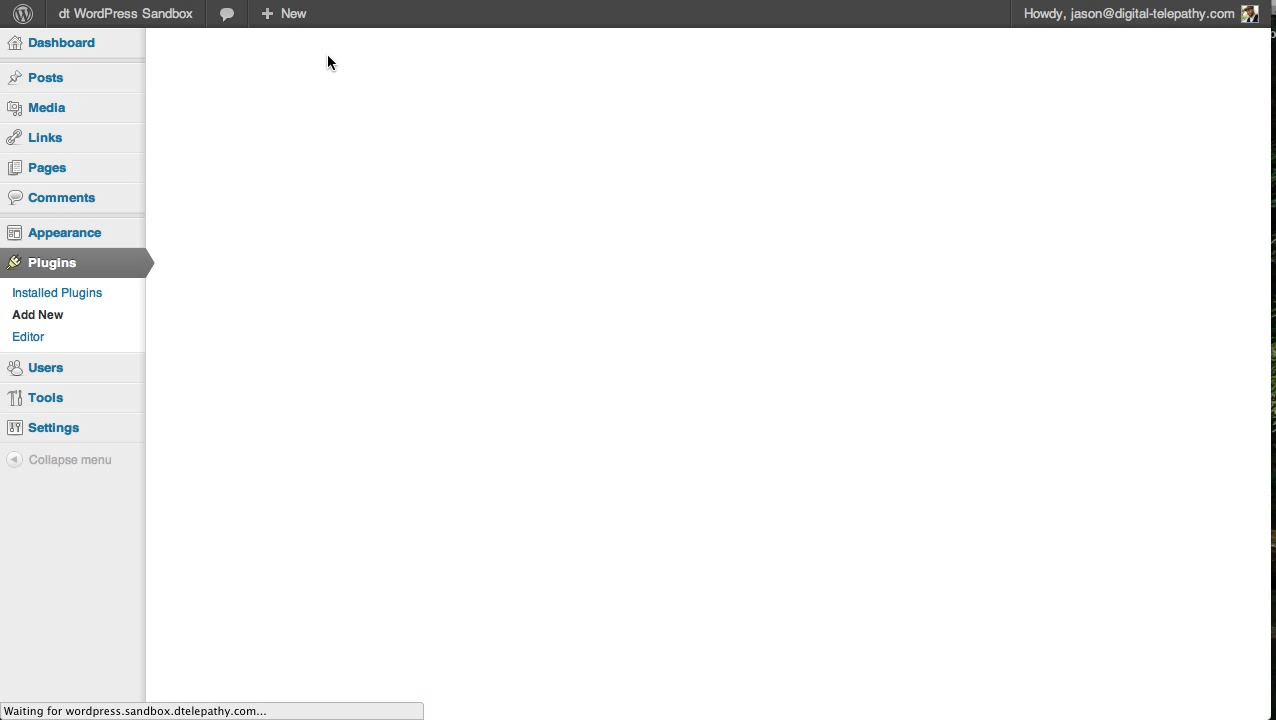 dt WordPress Sandbox
New
Howdy, jason@digital-telepathy.com
Dashboard
Posts
Media
Links
Pages
Comments
Appearance
Plugins
Installed Plugins
Add New
Editor
Users
Tools
Settings
Collapse menu
Waiting for wordpress.sandbox.dtelepathy.com...